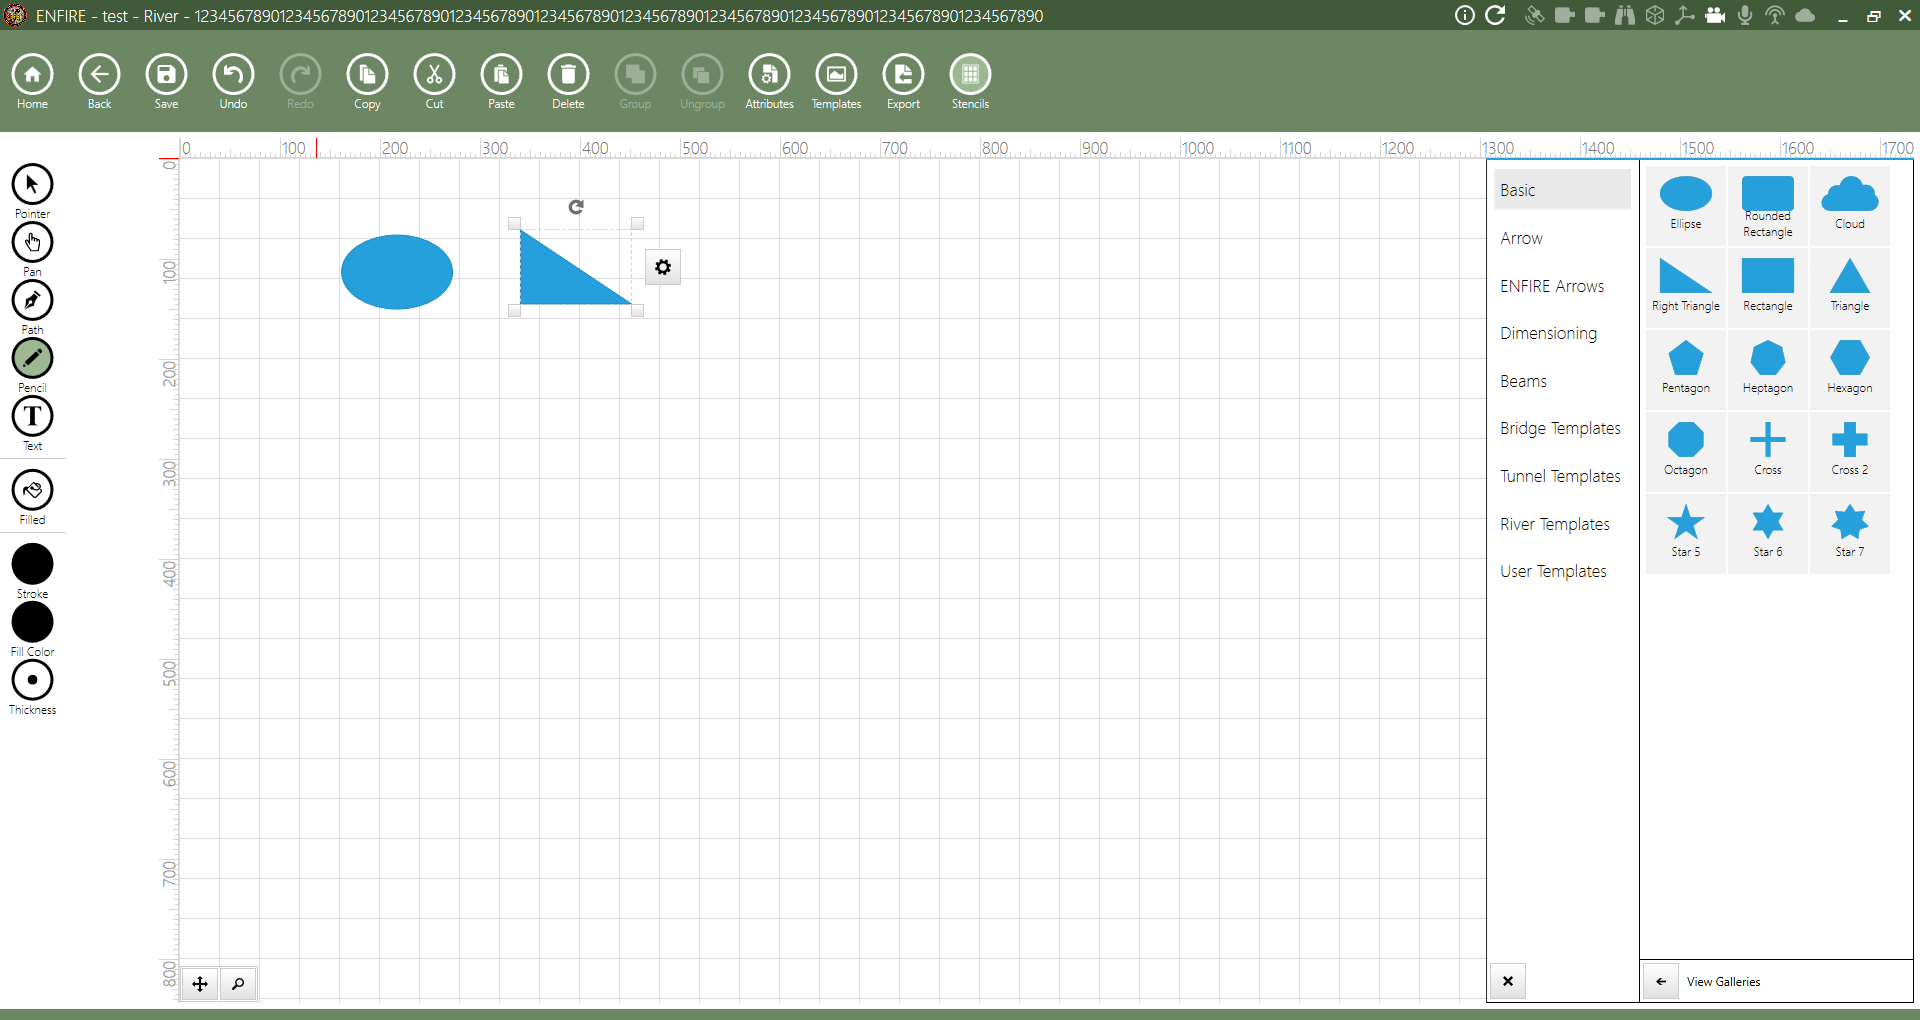 ENFIRE - test - River - 1234567890123456789012345678901234567890123456789012345678901234567890123456789012345678901234567890
Home Back Save Undo Redo Copy Cut Paste Delete Group Ungroup Attributes Templates Export Stencils
0 100 200 300 400 500 600 700 800 900 1000 1100 1200 1300 1400 1500 1600 1700
0
100
200
300
400
500
600
700
800
Pointer
Pan
Path
Pencil
T
Text
Filled
Stroke
Fill Color
Thickness
Basic
Arrow
ENFIRE Arrows
Dimensioning
Beams
Bridge Templates
Tunnel Templates
River Templates
User Templates
Ellipse
Rounded
Rectangle
Cloud
Right Triangle Rectangle Triangle
Pentagon Heptagon Hexagon
Octagon Cross Cross 2
Star 5 Star 6 Star 7
View Galleries